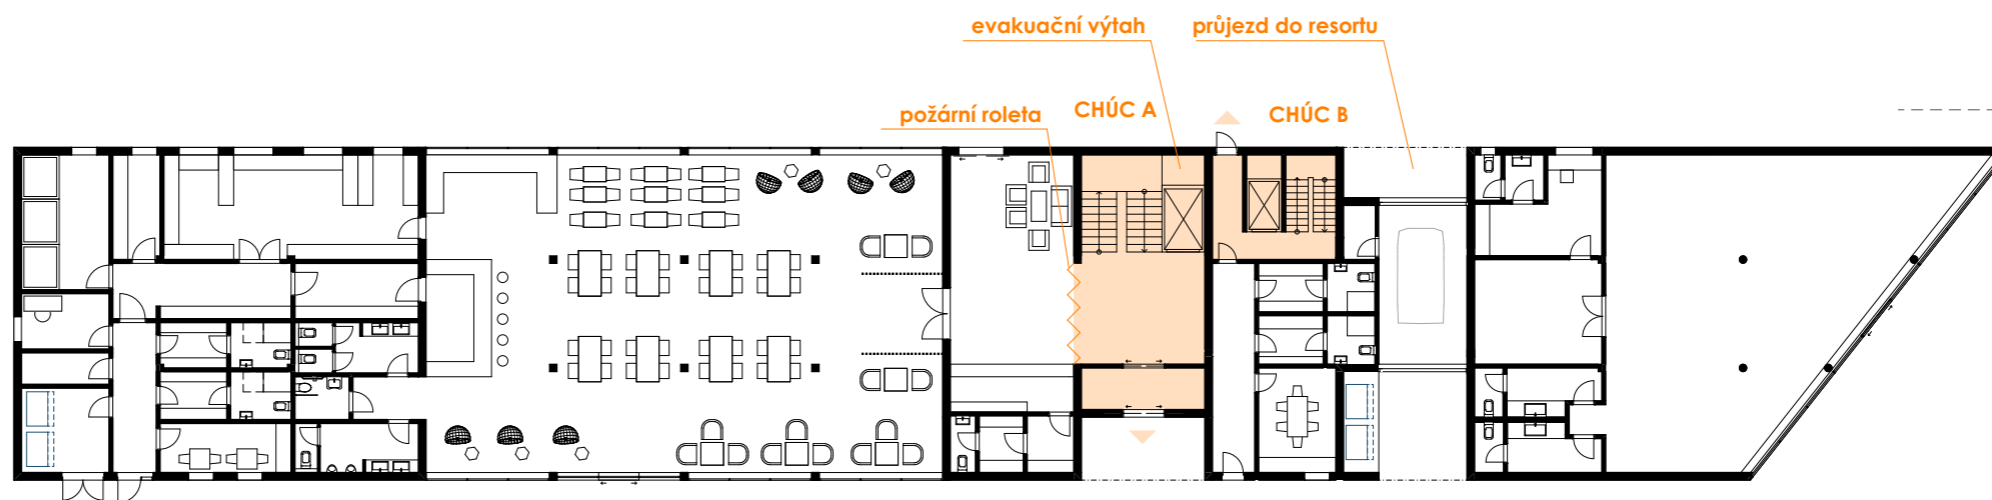 evakuační výtah
průjezd do resortu
požární roleta
CHÚC A
CHÚC B